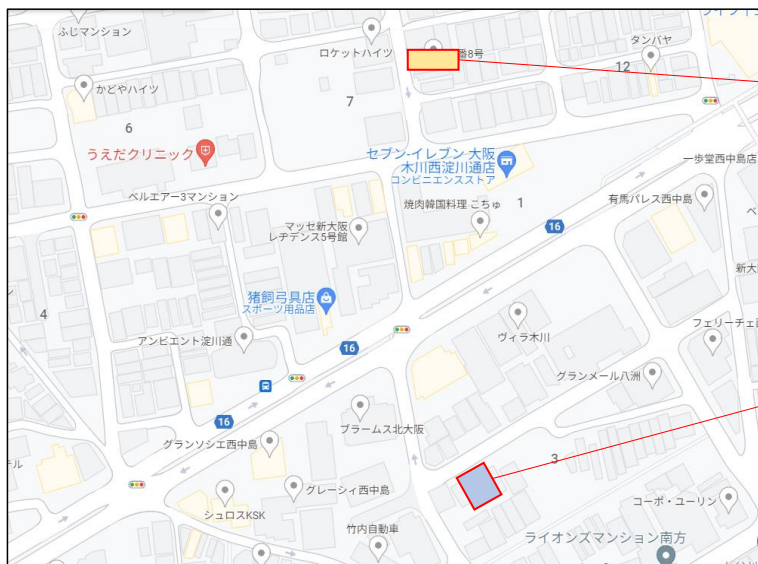 ふじマンション
ロケットハイツ
番8号
タンバヤ
12
かどやハイツ
7
6
うえだクリニック
セブン-イレブン 大阪
木川西淀川通店
コンビニエンスストア
一歩堂西中島店
ベルエアー3マンション
1
有馬パレス西中島
焼肉韓国料理 こちゅ
マッセ新大阪
レヂデンス5号館
16
新大
猪飼弓具店
スポーツ用品店
4
アンビエント淀川通
ヴィラ木川
フェリーチェ
16
グランメール八洲
16
ブラームス北大阪
グランソシエ西中島
3
テル
グレーシィ西中島
コーポ・ユーリン
シュロスKSK
竹内自動車
ライオンズマンション南方